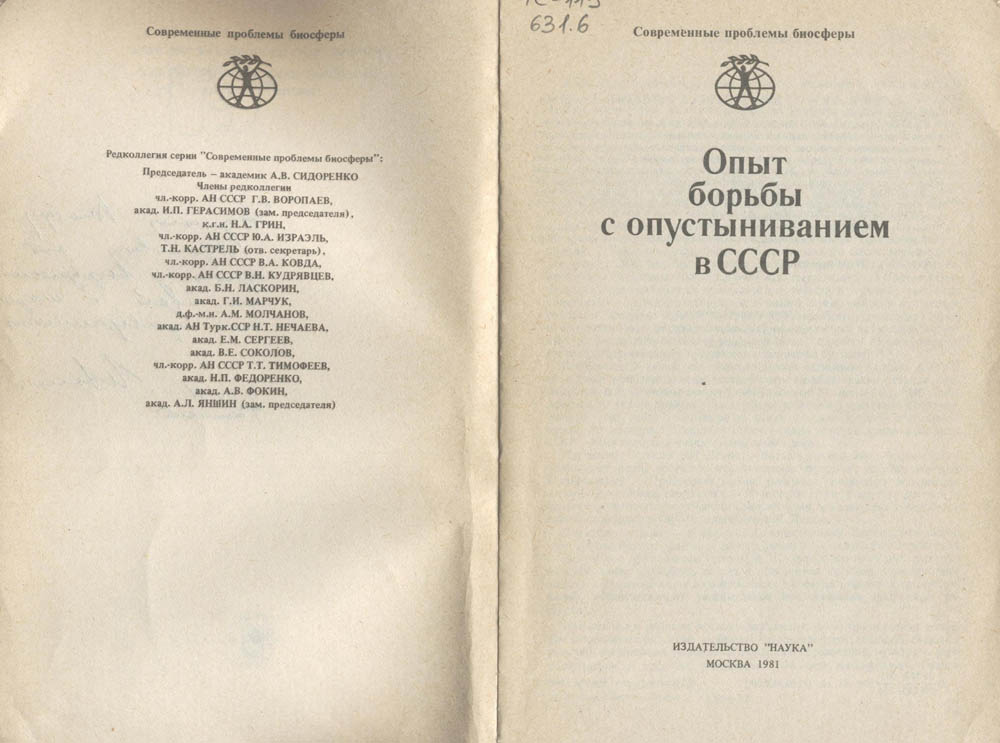 Современные проблемы биосферы
Редколлегия серии "Современные проблемы биосферы":
Председатель – академик А.В. СИДОРЕНКО
Члены редколлегии
чл.-корр. АН СССР Г.В. ВОРОПАЕВ,
акад. И.П. ГЕРАСИМОВ (зам. председателя),
к.г.н. Н.А. ГРИН,
чл.-корр. АН СССР Ю.А. ИЗРАЭЛЬ,
Т.Н. КАСТРЕЛЬ (отв. секретарь),
чл.-корр. АН СССР В.А. КОВДА,
чл.-корр. АН СССР В.Н. КУДРЯВЦЕВ,
акад. Б.Н. ЛАСКОРИН,
акад. Г.И. МАРЧУК,
д.ф.-м.н. А.М. МОЛЧАНОВ,
акад. АН Турк.ССР Н.Т. НЕЧАЕВА,
акад. Е.М. СЕРГЕЕВ,
акад. В.Е. СОКОЛОВ,
чл.-корр. АН СССР Т.Т. ТИМОФЕЕВ,
акад. Н.П. ФЕДОРЕНКО,
акад. А.В. ФОКИН,
акад. А.Л. ЯНШИН (зам. председателя)
631.6
Современные проблемы биосферы
Опыт
борьбы
с опустыниванием
в СССР
ИЗДАТЕЛЬСТВО "НАУКА"
МОСКВА 1981